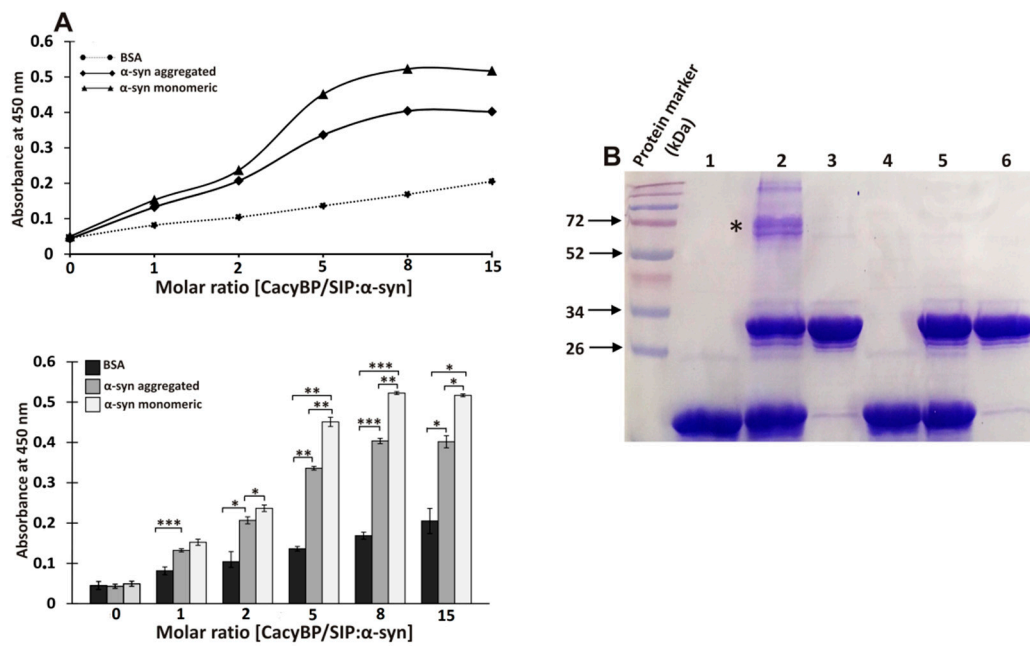 A
0.6
0.5
0.4
0.3
0.2
0.1
0
BSA
α-syn aggregated
α-syn monomeric
Absorbance at 450 nm
0 1 2 5 8 15
Molar ratio [CacyBP/SIP:α-syn]
0.6
0.5
0.4
0.3
0.2
0.1
0
BSA
α-syn aggregated
α-syn monomeric
Absorbance at 450 nm
***
* *
** ** **
*** ** ***
* * *
0 1 2 5 8 15
Molar ratio [CacyBP/SIP:α-syn]
B
Protein marker
(kDa)
1 2 3 4 5 6
72
*
52
34
26